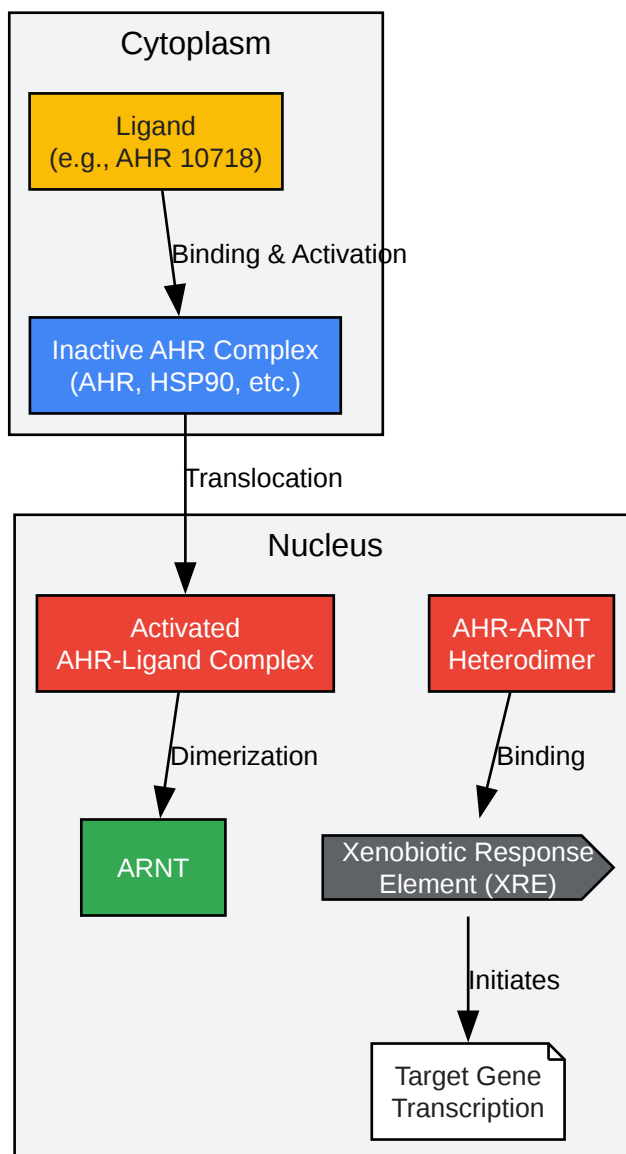 Cytoplasm
Ligand
(e.g., AHR 10718)
Binding & Activation
Inactive AHR Complex
(AHR, HSP90, etc.)
Translocation
Nucleus
Activated
AHR-Ligand Complex
AHR-ARNT
Heterodimer
Dimerization
Binding
ARNT
Xenobiotic Response
Element (XRE)
Initiates
Target Gene
Transcription